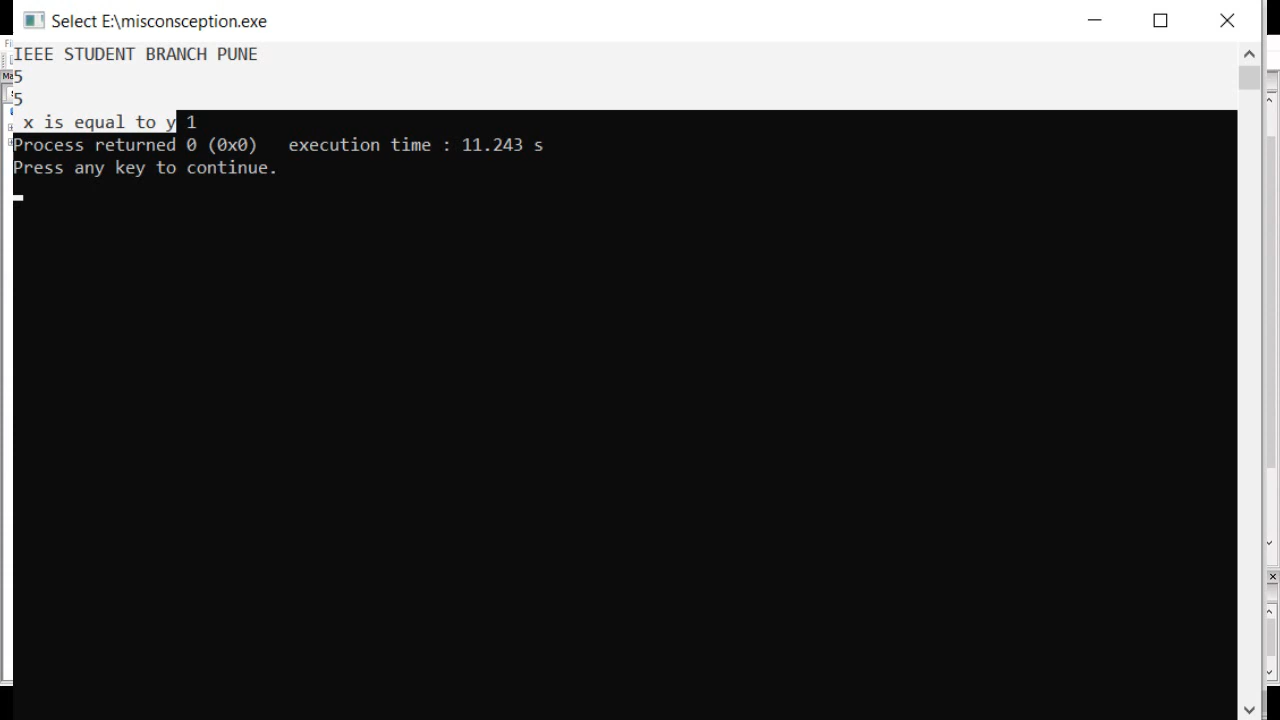 Select E:\misconsception.exe
IEEE STUDENT BRANCH PUNE
5
5
x is equal to y 1
Process returned 0 (0x0)   execution time : 11.243 s
Press any key to continue.